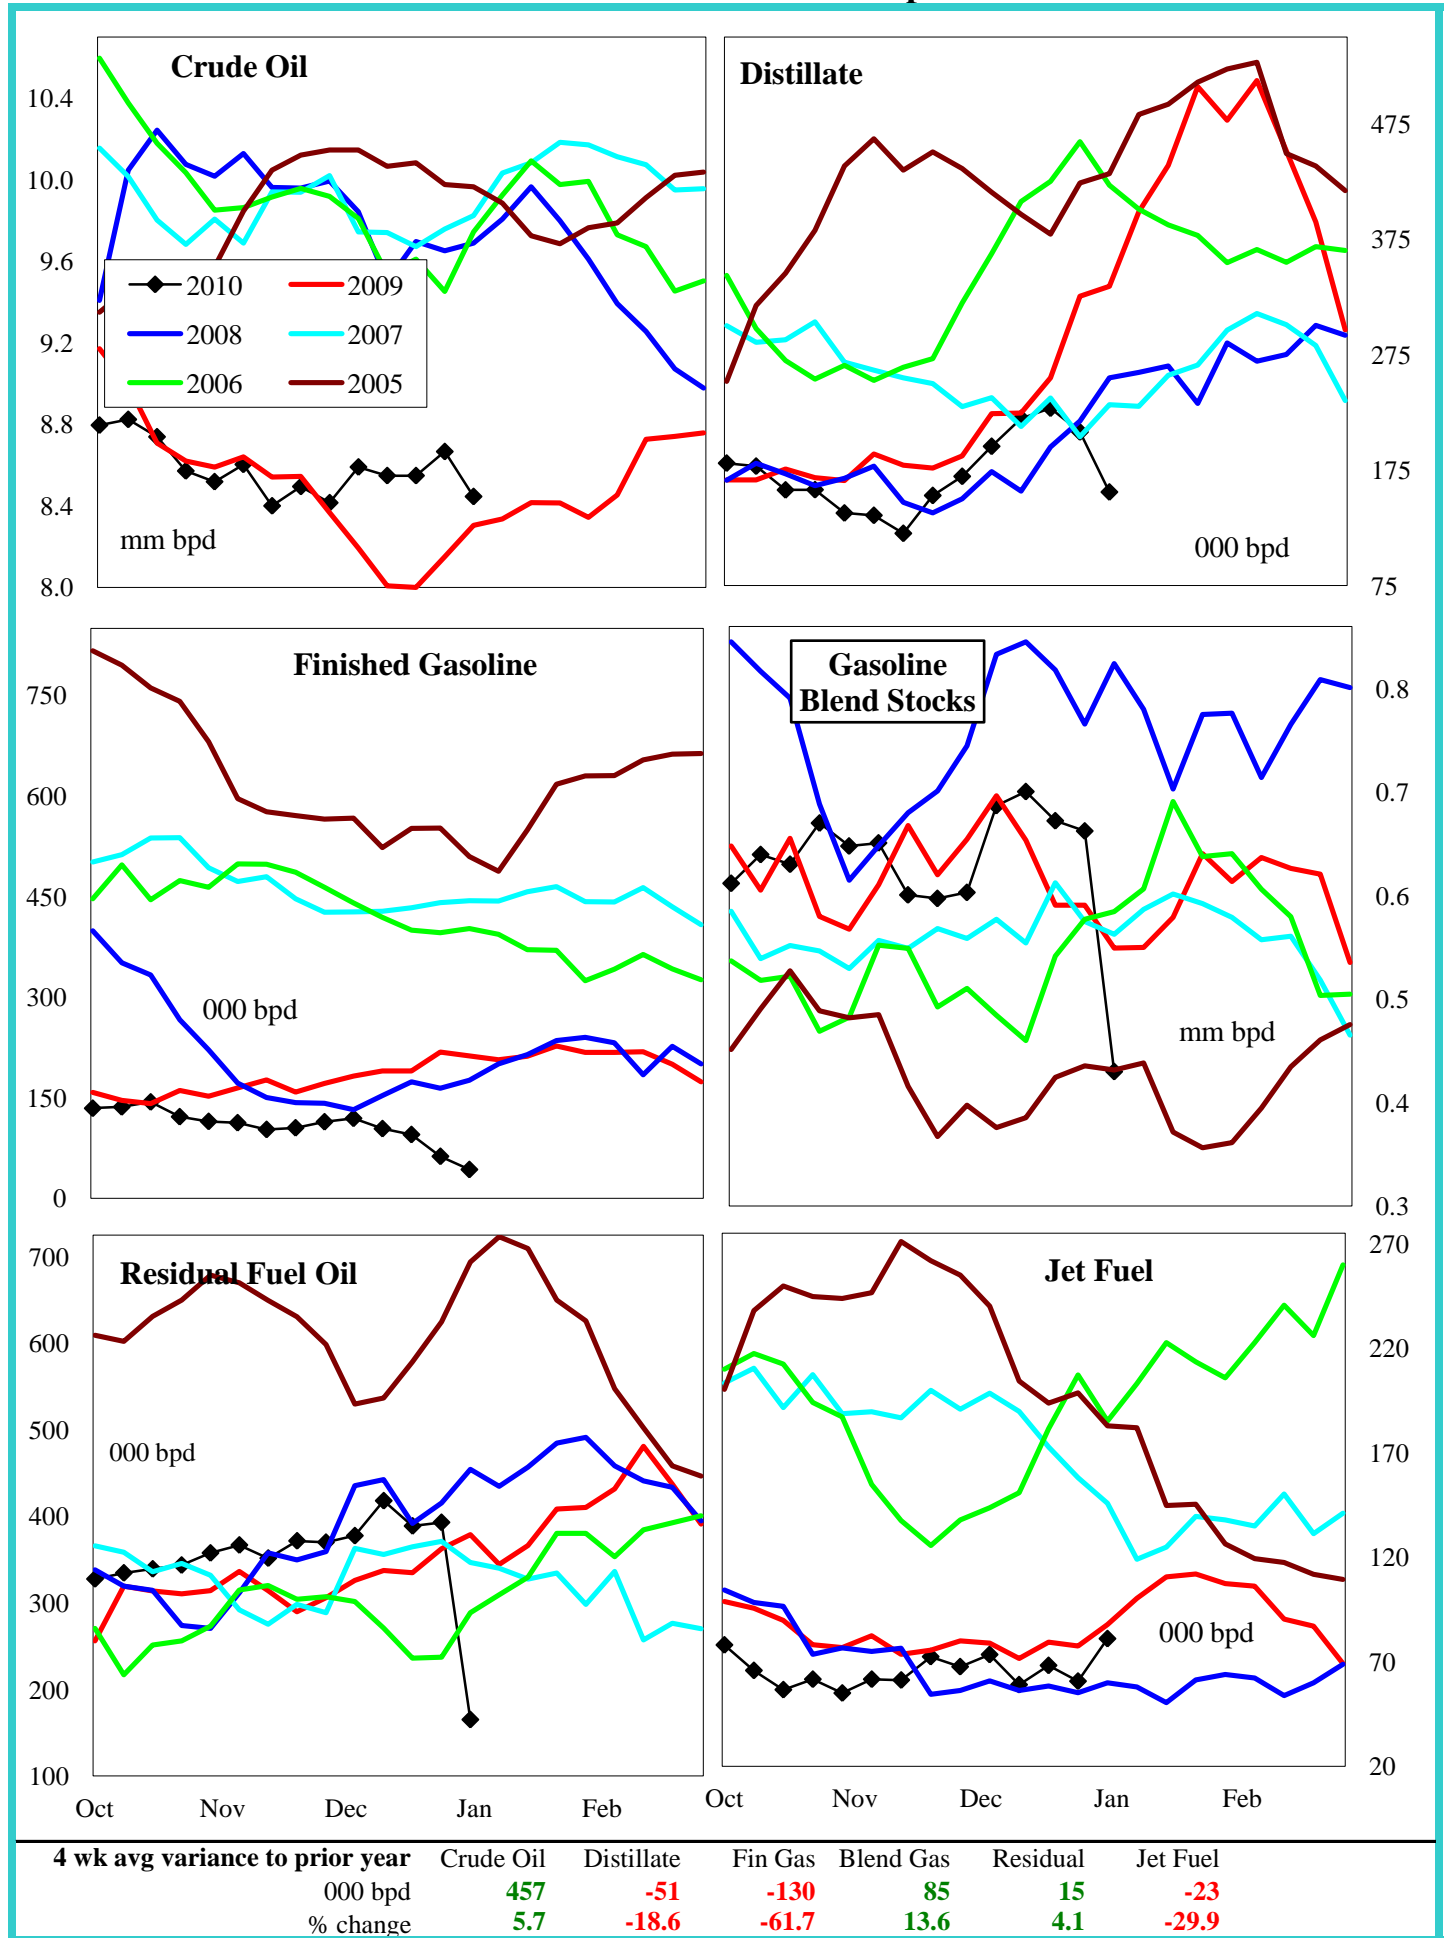 Crude Oil
10.4
10.0
9.6
9.2
8.8
8.4
8.0
2010 2009
2008 2007
2006 2005
mm bpd
Distillate
475
375
275
175
75
000 bpd
Finished Gasoline
750
600
450
300
150
0
000 bpd
Gasoline
Blend Stocks
0.8
0.7
0.6
0.5
0.4
0.3
mm bpd
Residual Fuel Oil
700
600
500
400
300
200
100
000 bpd
Oct Nov Dec Jan Feb
Jet Fuel
270
220
170
120
70
20
000 bpd
Oct Nov Dec Jan Feb
4 wk avg variance to prior year Crude Oil Distillate Fin Gas Blend Gas Residual Jet Fuel
000 bpd 457 -51 -130 85 15 -23
% change 5.7 -18.6 -61.7 13.6 4.1 -29.9